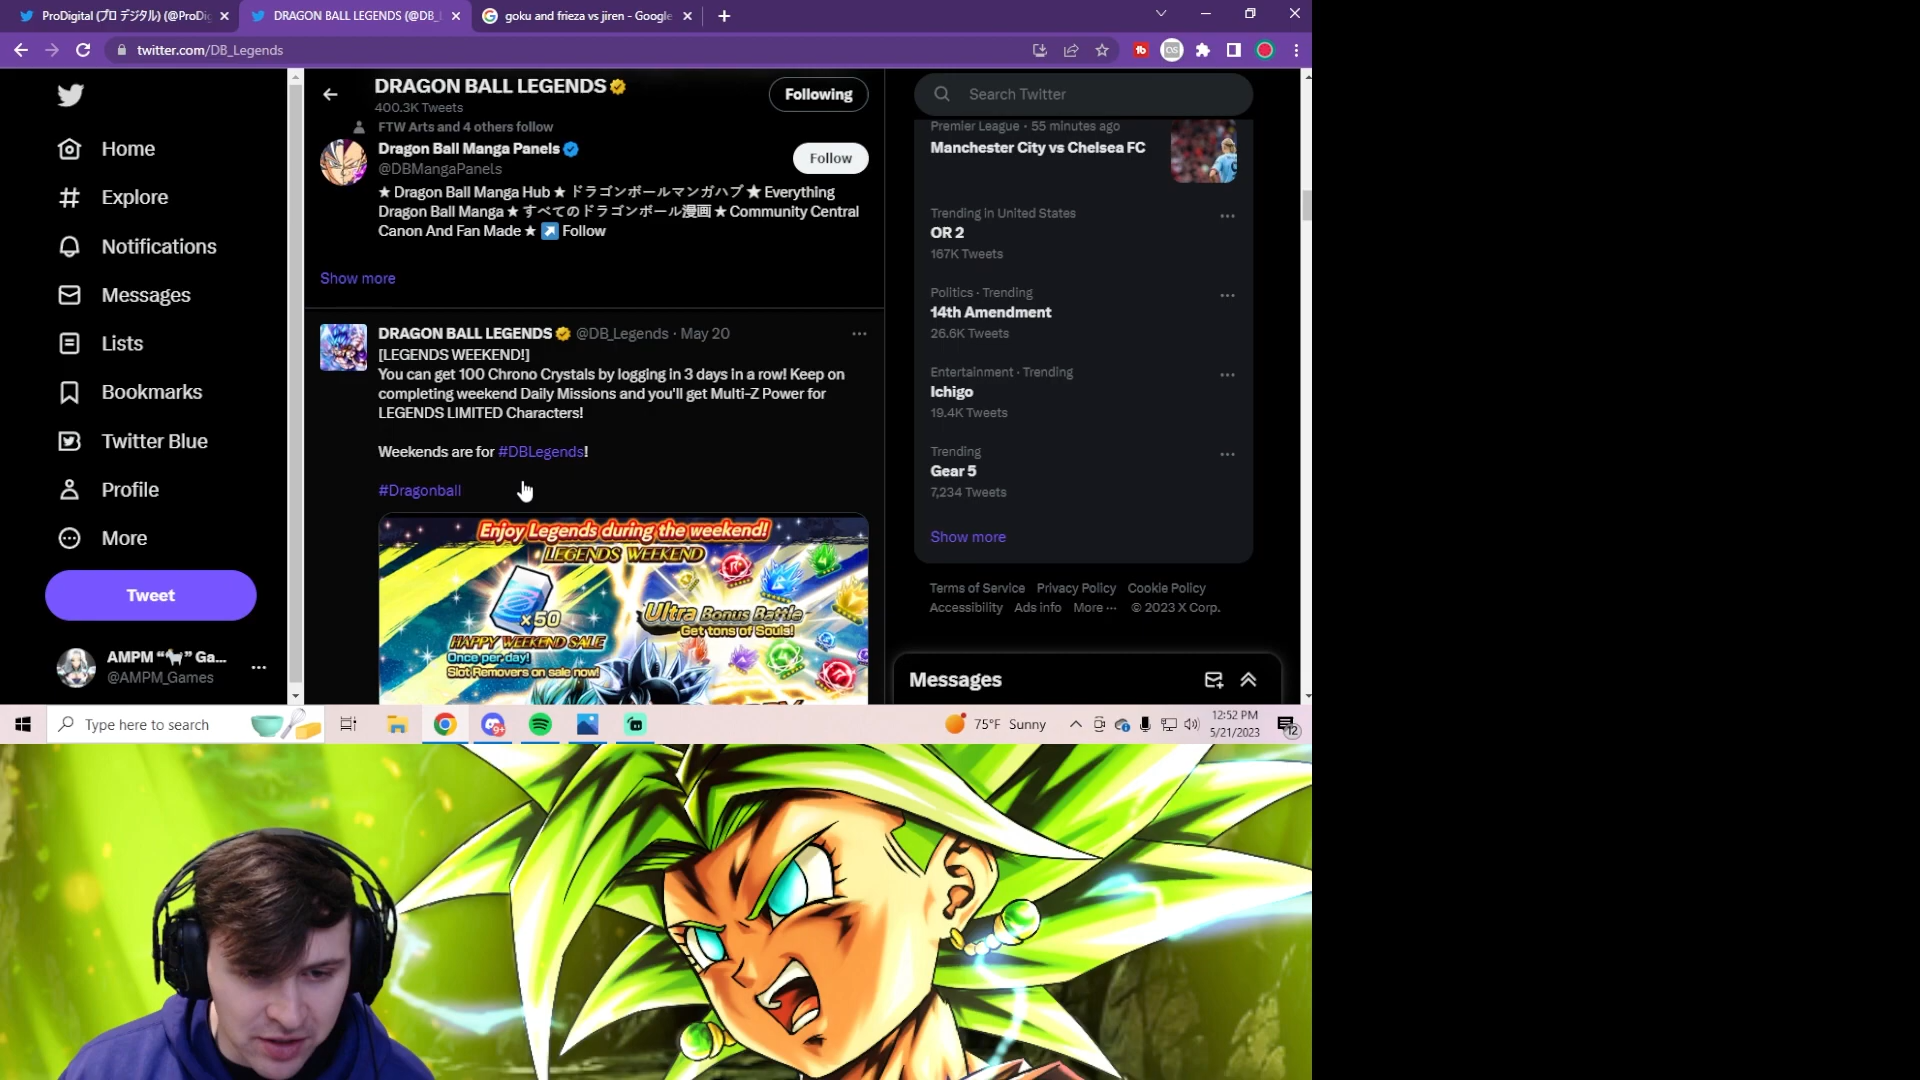 ProDigital (プロ デジタル) (@ProDig
DRAGON BALL LEGENDS (@DB_L
goku and frieza vs jiren - Google
twitter.com/DB_Legends
Home
Explore
Notifications
Messages
Lists
Bookmarks
Twitter Blue
Profile
More
Tweet
AMPM “🐐” Ga...
@AMPM_Games
DRAGON BALL LEGENDS
400.3K Tweets
Following
FTW Arts and 4 others follow
Dragon Ball Manga Panels
@DBMangaPanels
Follow
★ Dragon Ball Manga Hub ★ ドラゴンボールマンガハブ ★ Everything
Dragon Ball Manga ★ すべてのドラゴンボール漫画 ★ Community Central
Canon And Fan Made ★ ↗️ Follow
Show more
DRAGON BALL LEGENDS @DB_Legends · May 20
[LEGENDS WEEKEND!]
You can get 100 Chrono Crystals by logging in 3 days in a row! Keep on
completing weekend Daily Missions and you'll get Multi-Z Power for
LEGENDS LIMITED Characters!
Weekends are for #DBLegends!
#Dragonball
Enjoy Legends during the weekend!
LEGENDS WEEKEND
x50
HAPPY WEEKEND SALE
Once per day!
Slot Removers on sale now!
Ultra Bonus Battle
Get tons of Souls!
Search Twitter
Premier League · 55 minutes ago
Manchester City vs Chelsea FC
Trending in United States
OR 2
167K Tweets
Politics · Trending
14th Amendment
26.6K Tweets
Entertainment · Trending
Ichigo
19.4K Tweets
Trending
Gear 5
7,234 Tweets
Show more
Terms of Service Privacy Policy Cookie Policy
Accessibility Ads info More ··· © 2023 X Corp.
Messages
Type here to search
75°F Sunny
12:52 PM
5/21/2023
12